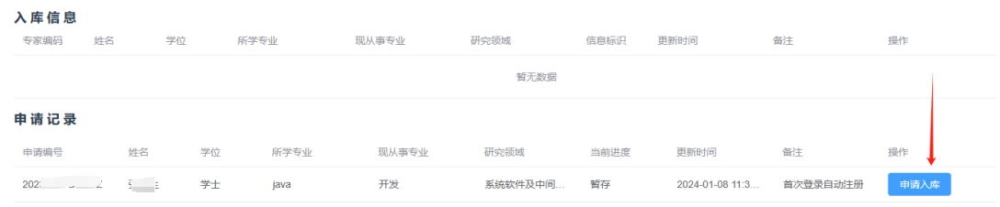 入库信息
专家编码 姓名 学位 所学专业 现从事专业 研究领域 信息标识 更新时间 备注 操作
暂无数据
申请记录
申请编号 姓名 学位 所学专业 现从事专业 研究领域 当前进度 更新时间 备注 操作
学士 java 开发 系统软件及中间... 暂存 2024-01-08 11:3... 首次登录自动注册 申请入库